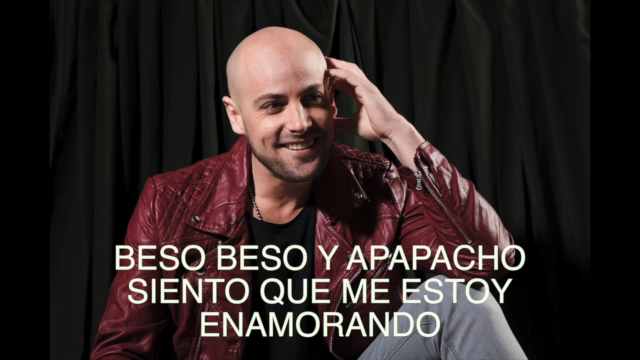 BESO BESO Y APAPACHO
SIENTO QUE ME ESTOY
ENAMORANDO